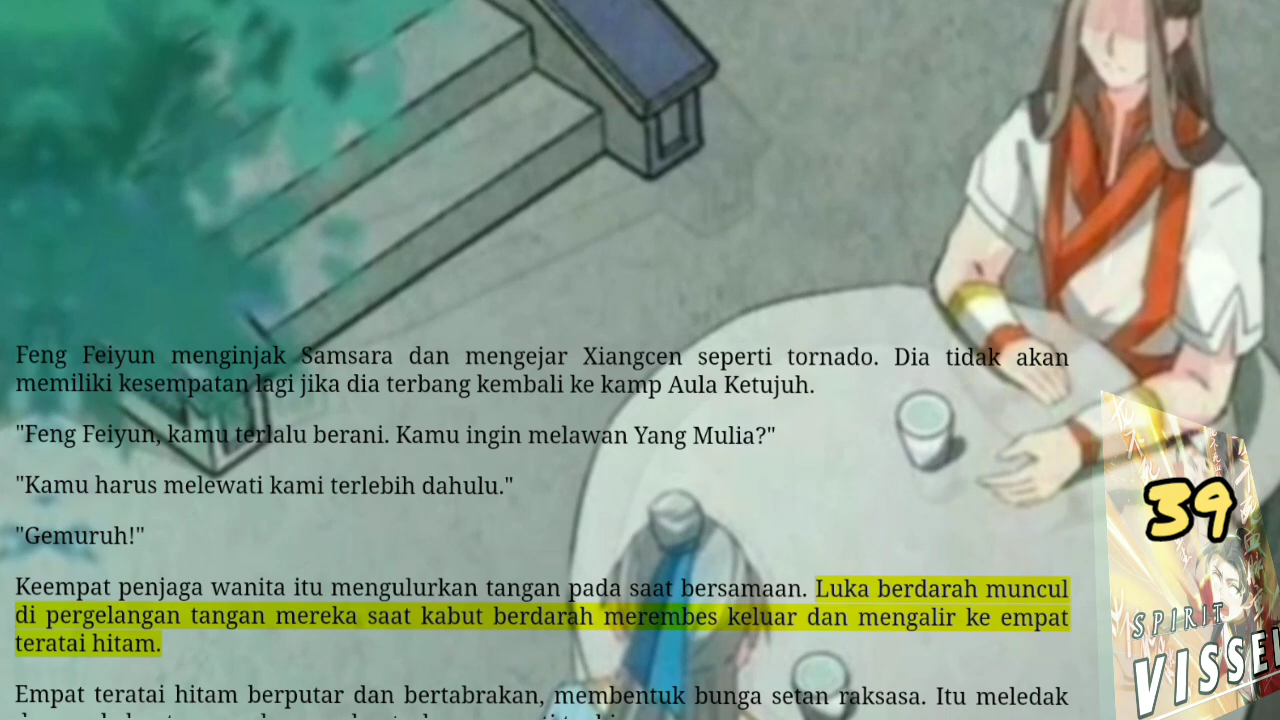 Feng Feiyun menginjak Samsara dan mengejar Xiangcen seperti tornado. Dia tidak akan
memiliki kesempatan lagi jika dia terbang kembali ke kamp Aula Ketujuh.
"Feng Feiyun, kamu terlalu berani. Kamu ingin melawan Yang Mulia?"
"Kamu harus melewati kami terlebih dahulu."
"Gemuruh!"
Keempat penjaga wanita itu mengulurkan tangan pada saat bersamaan. Luka berdarah muncul
di pergelangan tangan mereka saat kabut berdarah merembes keluar dan mengalir ke empat
teratai hitam.
Empat teratai hitam berputar dan bertabrakan, membentuk bunga setan raksasa. Itu meledak
39
SPIRIT
VISSEL